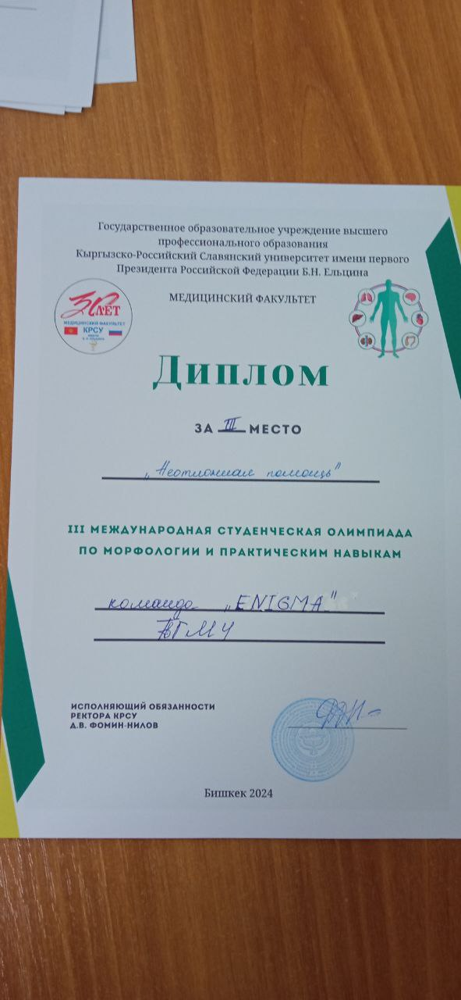 Государственное образовательное учреждение высшего
профессионального образования
Кыргызско-Российский Славянский университет имени первого
Президента Российской Федерации Б.Н. Ельцина
МЕДИЦИНСКИЙ ФАКУЛЬТЕТ
30 ЛЕТ
МЕДИЦИНСКИЙ ФАКУЛЬТЕТ
КРСУ
Диплом
ЗА III МЕСТО
„Неотложная помощь"
III МЕЖДУНАРОДНАЯ СТУДЕНЧЕСКАЯ ОЛИМПИАДА
ПО МОРФОЛОГИИ И ПРАКТИЧЕСКИМ НАВЫКАМ
команда „ENIGMA"
ИСПОЛНЯЮЩИЙ ОБЯЗАННОСТИ
РЕКТОРА КРСУ
Д.В. ФОМИН-НИЛОВ
Бишкек 2024